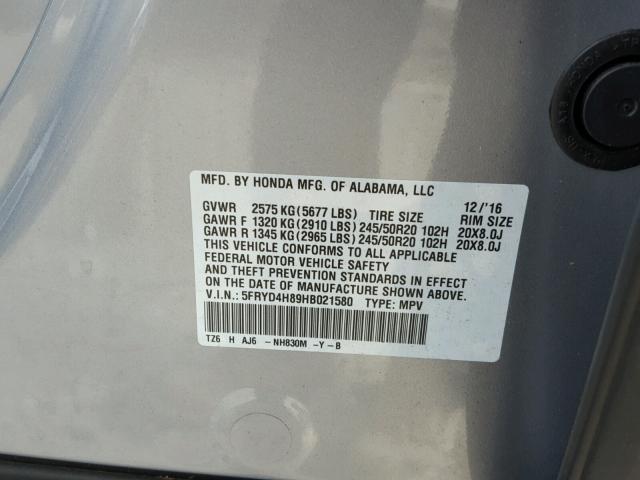 MFD. BY HONDA MFG. OF ALABAMA, LLC
12/'16
GVWR 2575 KG(5677 LBS) TIRE SIZE RIM SIZE
GAWR F 1320 KG(2910 LBS) 245/50R20 102H 20X8.0J
GAWR R 1345 KG(2965 LBS) 245/50R20 102H 20X8.0J
THIS VEHICLE CONFORMS TO ALL APPLICABLE
FEDERAL MOTOR VEHICLE SAFETY
AND THEFT PREVENTION STANDARDS IN EFFECT
ON THE DATE OF MANUFACTURE SHOWN ABOVE.
V.I.N.: 5FRYD4H89HB021580 TYPE: MPV
TZ6 H AJ6 -NH830M -Y-B
HONDA